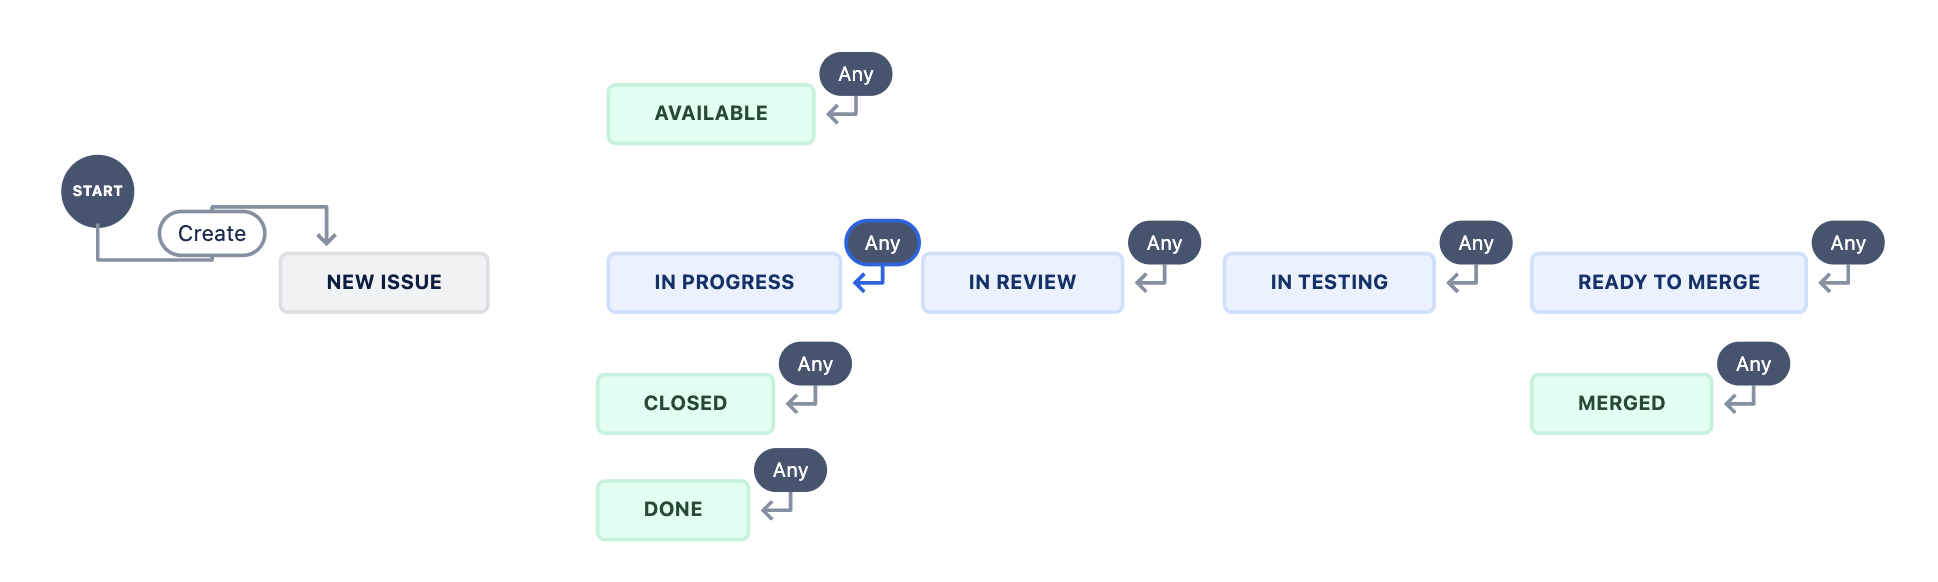 Any
AVAILABLE
START
Create
NEW ISSUE
Any
IN PROGRESS
Any
IN REVIEW
Any
IN TESTING
Any
READY TO MERGE
Any
CLOSED
Any
MERGED
Any
DONE